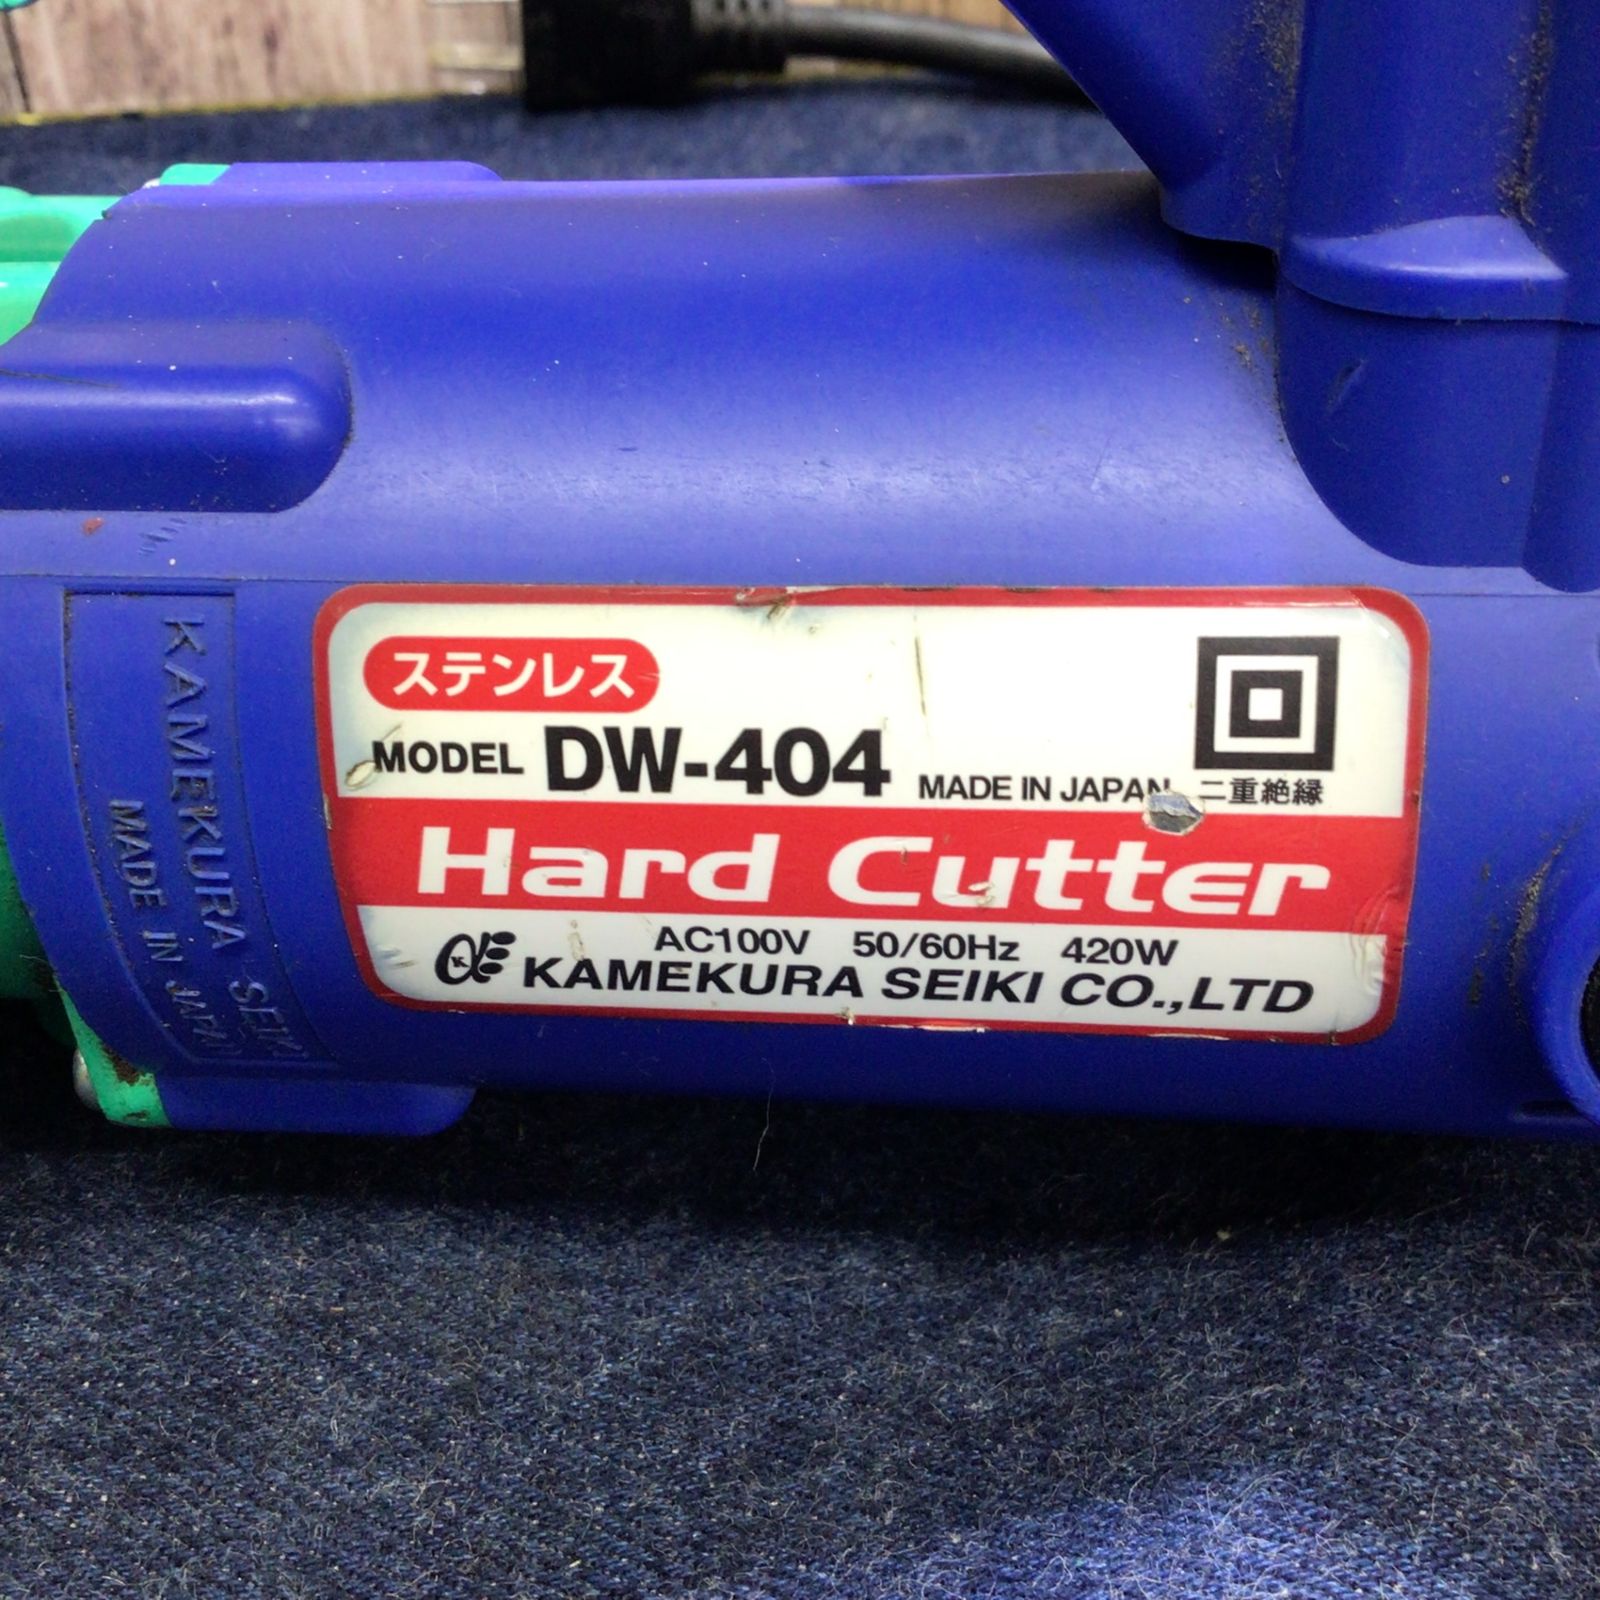 ステンレス
MODEL DW-404 MADE IN JAPAN 二重絶縁
Hard Cutter
AC100V 50/60Hz 420W
K KAMEKURA SEIKI CO.,LTD
KAMEKURA SEIKI
MADE IN JAPAN